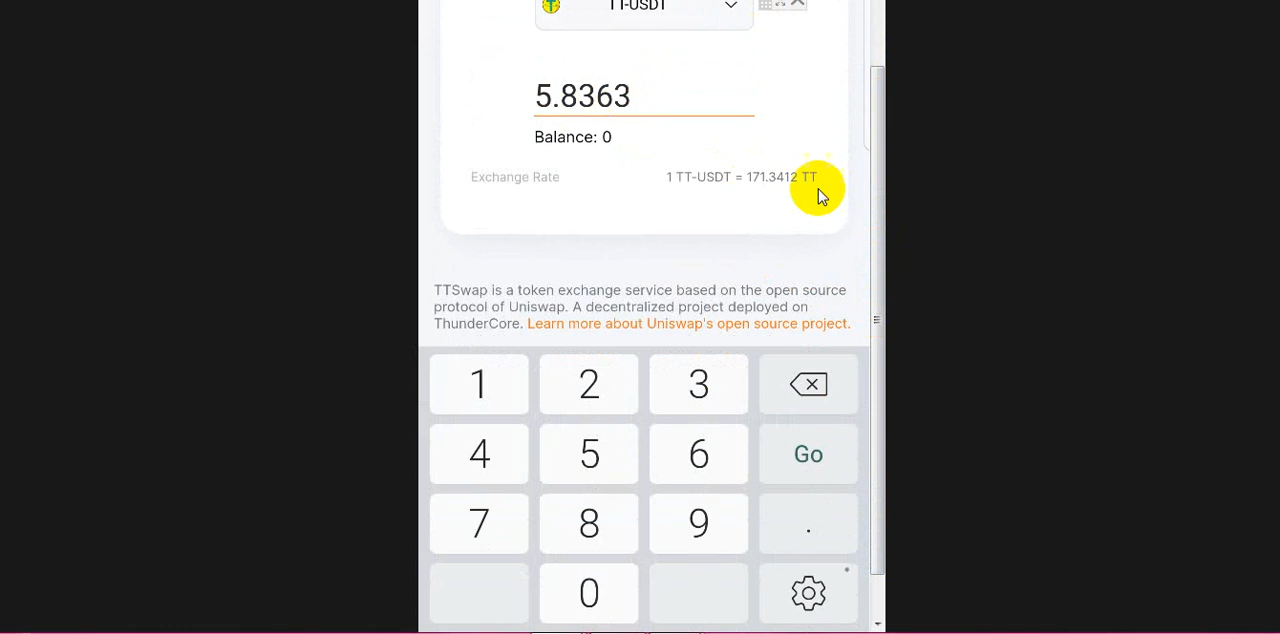 TT-USDT
5.8363
Balance: 0
Exchange Rate 1 TT-USDT = 171.3412 TT
TTSwap is a token exchange service based on the open source
protocol of Uniswap. A decentralized project deployed on
ThunderCore. Learn more about Uniswap's open source project.
1 2 3
4 5 6 Go
7 8 9 .
0